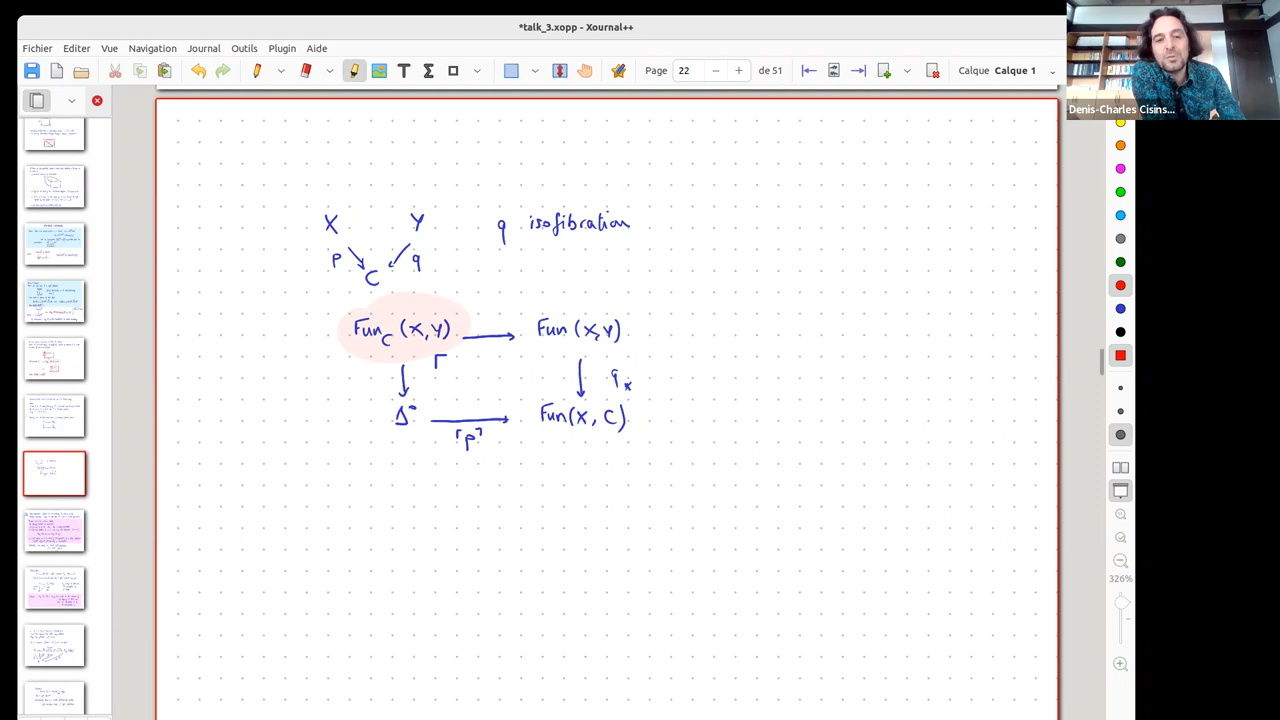 *talk_3.xopp - Xournal++
Fichier Editer Vue Navigation Journal Outils Plugin Aide
Page 22 de 51 Calque Calque 1
Denis-Charles Cisins...
X Y q isofibration
p q
C
Fun_C (X,Y) → Fun (X,Y)
↓ ↓ q_*
Δ° → Fun(X, C)
⌜p⌝
326%